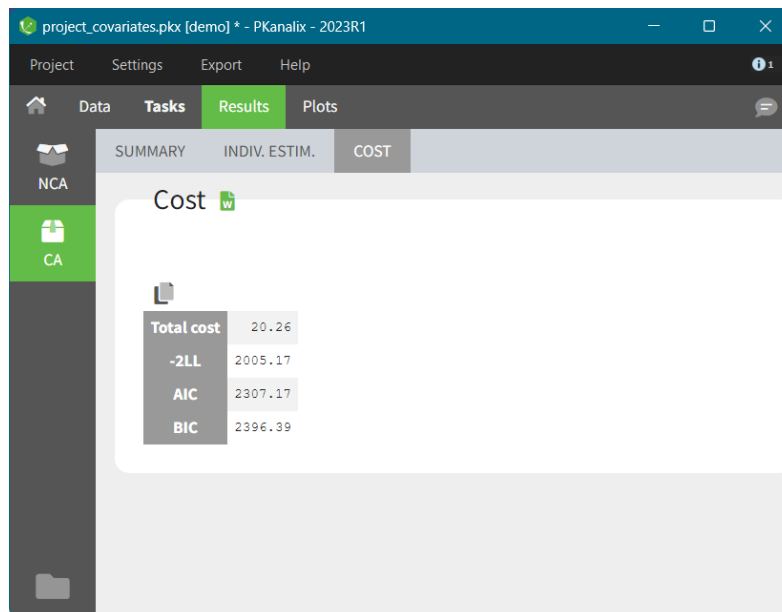 project_covariates.pkx [demo] * - PKanalix - 2023R1
Project Settings Export Help 1
Data Tasks Results Plots
SUMMARY INDIV. ESTIM. COST
NCA
CA
Cost
W
Total cost 20.26
-2LL 2005.17
AIC 2307.17
BIC 2396.39